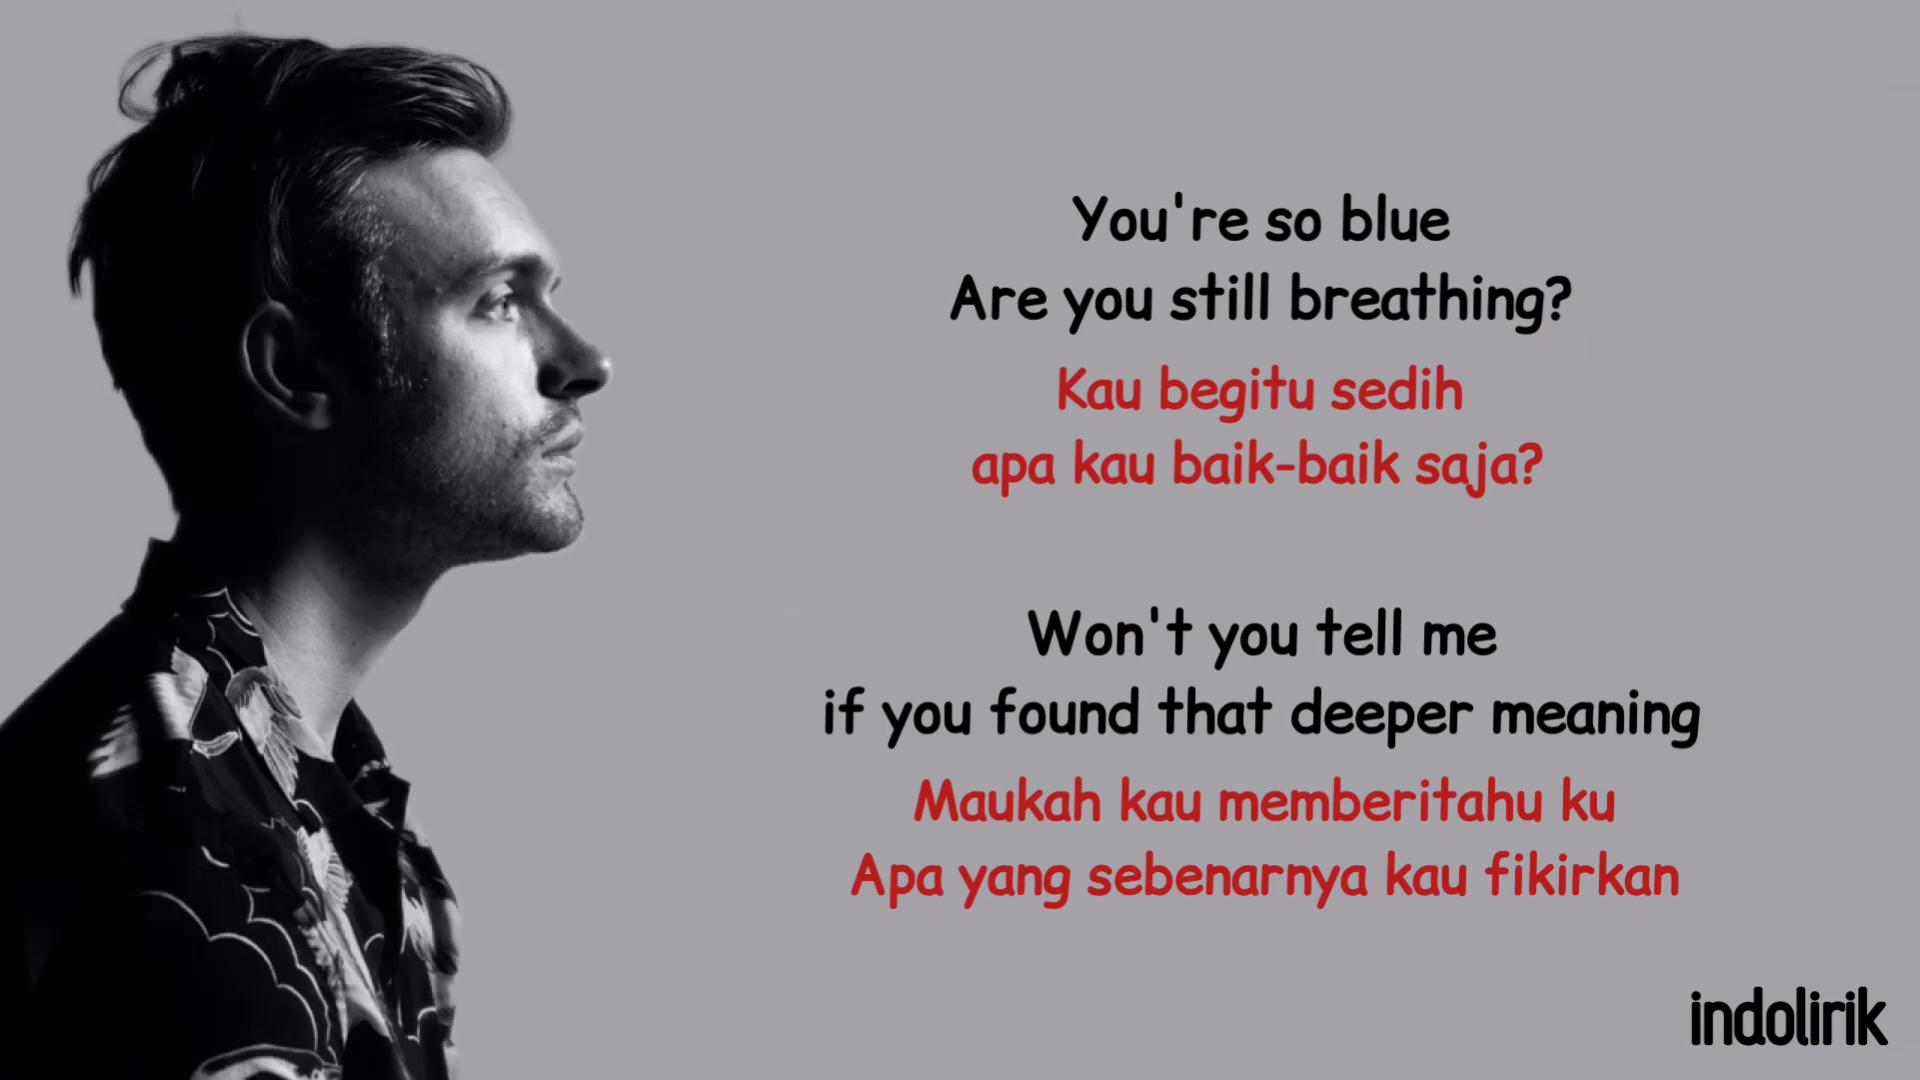 You're so blue
Are you still breathing?
Kau begitu sedih
apa kau baik-baik saja?
Won't you tell me
if you found that deeper meaning
Maukah kau memberitahu ku
Apa yang sebenarnya kau fikirkan
indolirik